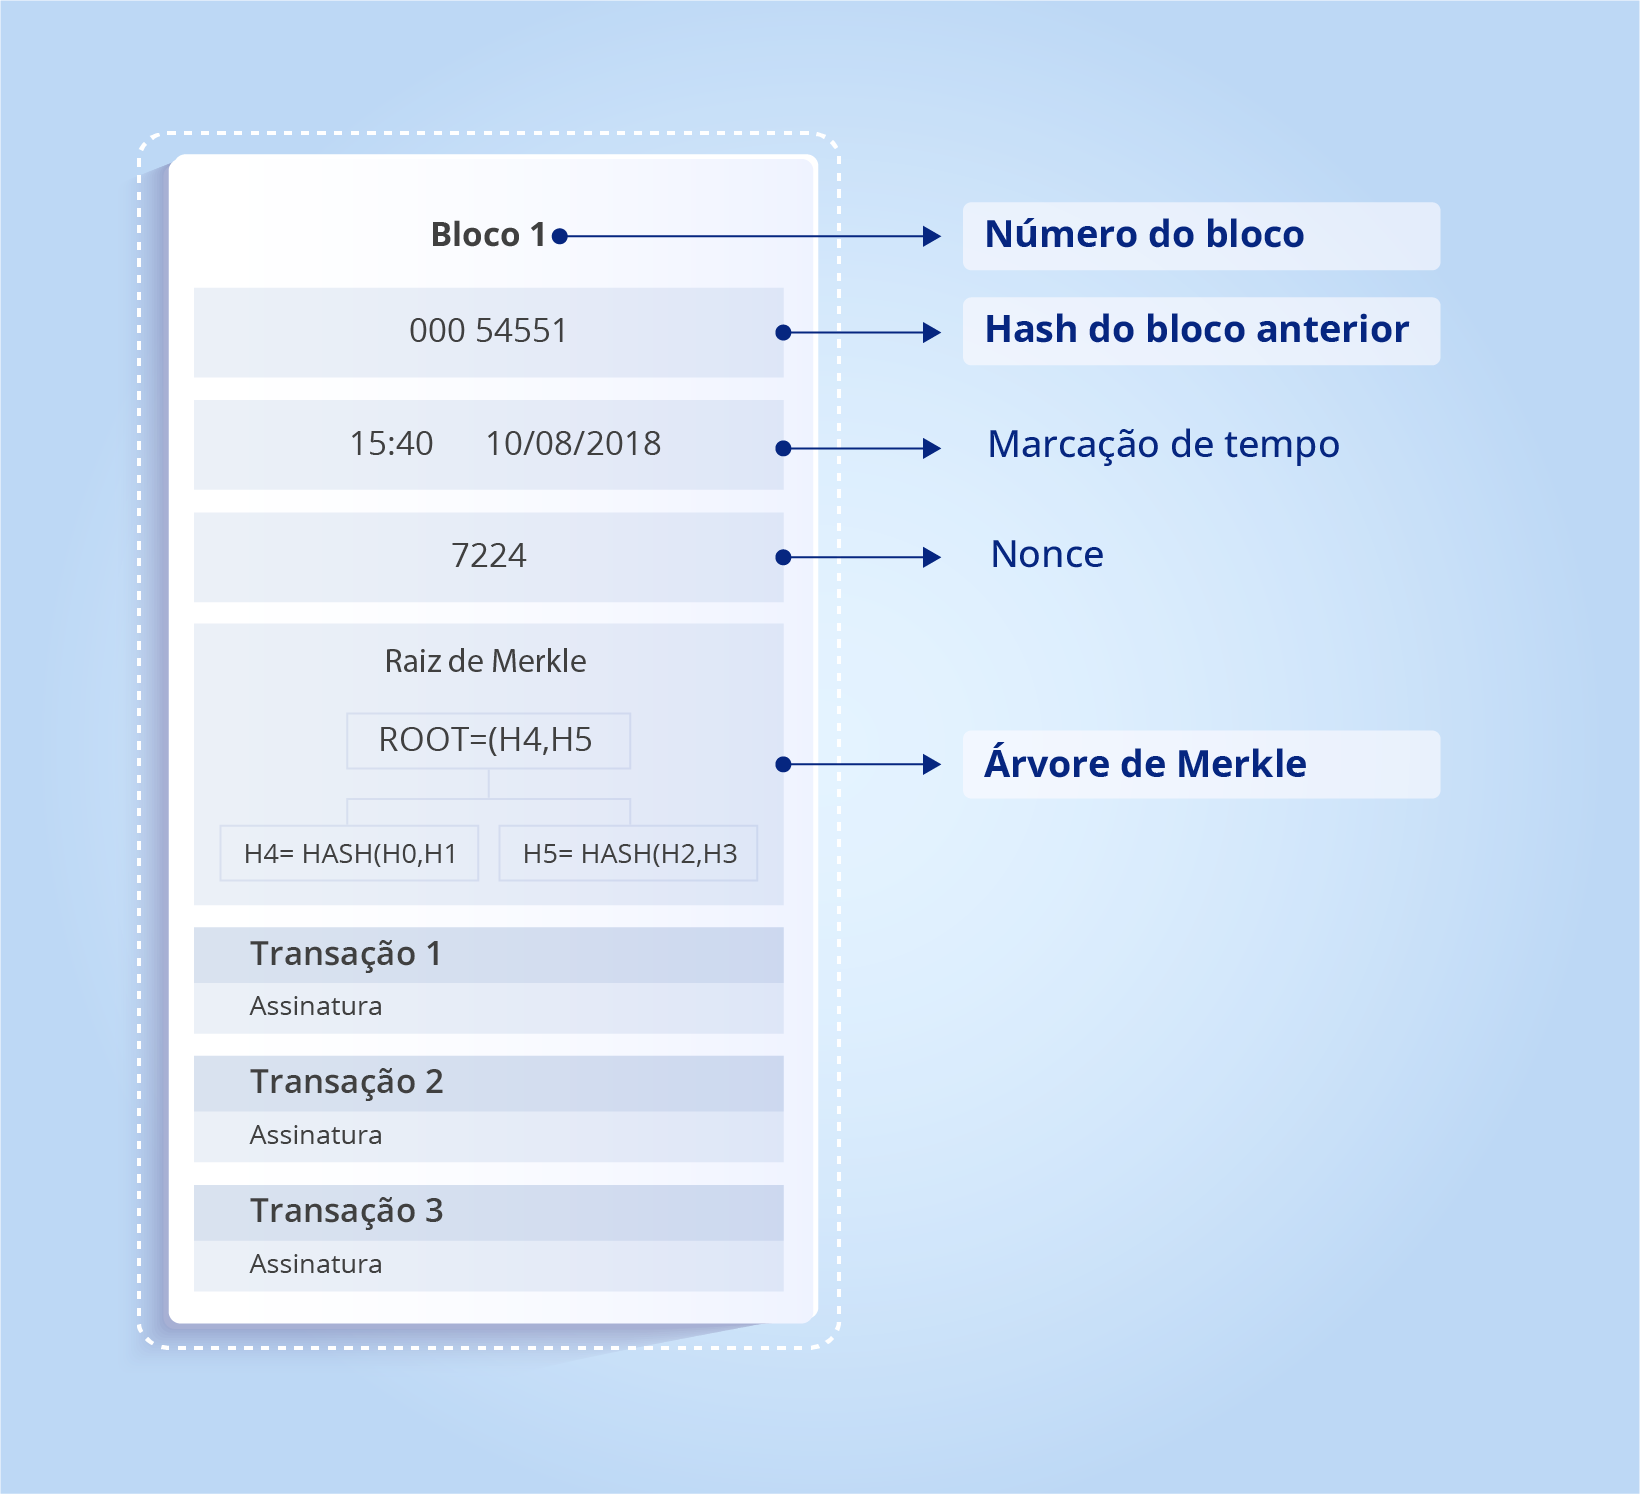 Bloco 1
Número do bloco
000 54551
Hash do bloco anterior
15:40 10/08/2018
Marcação de tempo
7224
Nonce
Raiz de Merkle
ROOT=(H4,H5
Árvore de Merkle
H4= HASH(H0,H1
H5= HASH(H2,H3
Transação 1
Assinatura
Transação 2
Assinatura
Transação 3
Assinatura